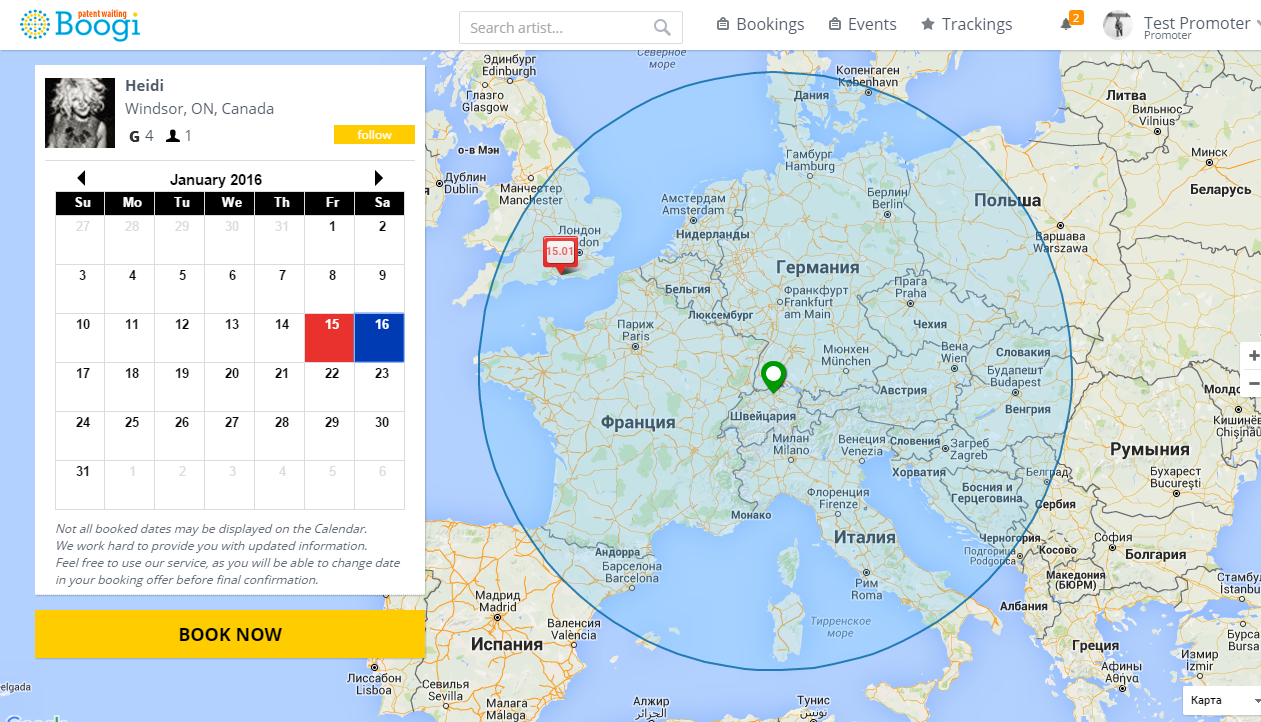 patent waiting
Boogi
Search artist...
Bookings
Events
Trackings
2
Test Promoter
Promoter
Heidi
Windsor, ON, Canada
G 4 1
follow
January 2016
Su Mo Tu We Th Fr Sa
27 28 29 30 31 1 2
3 4 5 6 7 8 9
10 11 12 13 14 15 16
17 18 19 20 21 22 23
24 25 26 27 28 29 30
31 1 2 3 4 5 6
Not all booked dates may be displayed on the Calendar.
We work hard to provide you with updated information.
Feel free to use our service, as you will be able to change date
in your booking offer before final confirmation.
BOOK NOW
Северное
море
Эдинбург
Edinburgh
Глазго
Glasgow
Копенгаген
København
Дания
Литва
Вильнюс
Vilnius
Минск
Беларусь
о-в Мэн
Дублин
Dublin
Манчестер
Manchester
Гамбург
Hamburg
Амстердам
Amsterdam
Нидерланды
Берлин
Berlin
Польша
Варшава
Warszawa
Лондон
15.01
Германия
Бельгия
Франкфурт
Frankfurt
am Main
Прага
Praha
Люксембург
Чехия
Париж
Paris
Мюнхен
München
Вена
Wien
Словакия
Будапешт
Budapest
Австрия
Венгрия
Франция
Швейцария
Милан
Milano
Венеция
Venezia
Словения
Загреб
Zagreb
Хорватия
Румыния
Бухарест
București
Белград
Босния и
Герцеговина
Сербия
Флоренция
Firenze
Монако
Италия
Черногория
Подгорица
Podgorica
Косово
София
Болгария
Македония
(БЮРМ)
Андорра
Барселона
Barcelona
Рим
Roma
Албания
Тирренское
море
Мадрид
Madrid
Валенсия
València
Испания
Греция
Афины
Αθήνα
Измир
İzmir
Бурса
Bursa
Лиссабон
Lisboa
Севилья
Sevilla
Малага
Málaga
Алжир
الجزائر
Тунис
تونس
+
−
Карта